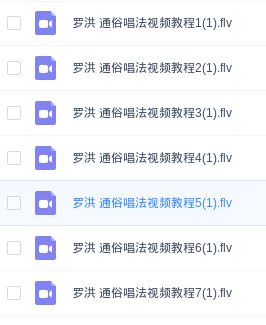 罗洪 通俗唱法视频教程1(1).flv
罗洪 通俗唱法视频教程2(1).flv
罗洪 通俗唱法视频教程3(1).flv
罗洪 通俗唱法视频教程4(1).flv
罗洪 通俗唱法视频教程5(1).flv
罗洪 通俗唱法视频教程6(1).flv
罗洪 通俗唱法视频教程7(1).flv